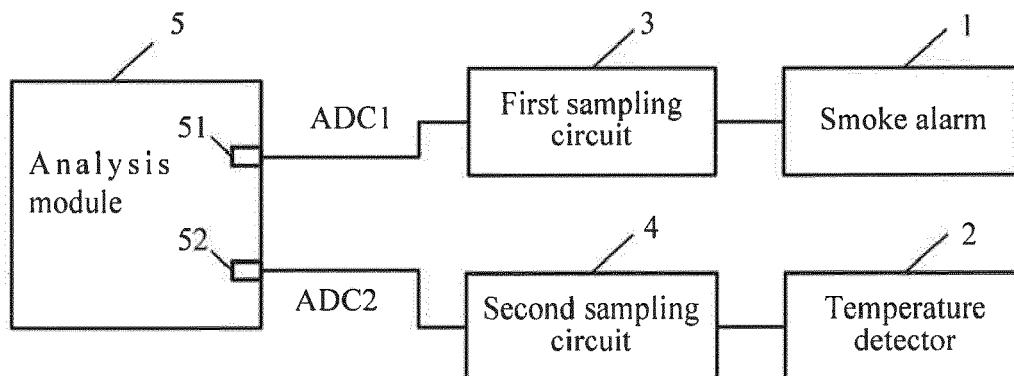 5
3
1
51
ADC1
First sampling
circuit
Smoke alarm
Analysis
module
52
ADC2
4
2
Second sampling
circuit
Temperature
detector